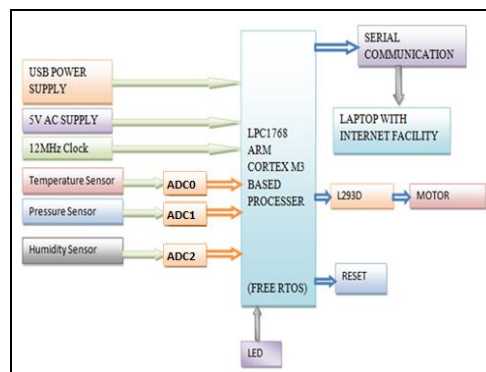 USB POWER
SUPPLY
5V AC SUPPLY
12MHz Clock
Temperature Sensor
ADC0
Pressure Sensor
ADC1
Humidity Sensor
ADC2
LPC1768
ARM
CORTEX M3
BASED
PROCESSER
(FREE RTOS)
LED
SERIAL
COMMUNICATION
LAPTOP WITH
INTERNET FACILITY
L293D
MOTOR
RESET